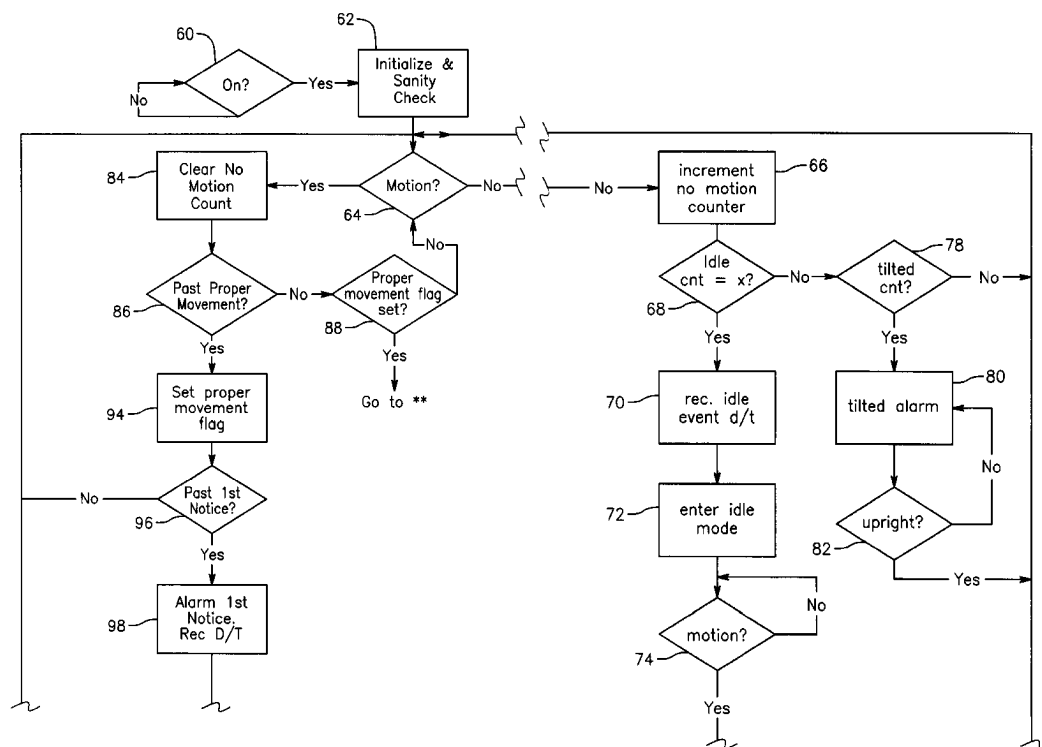 60
On?
No
Yes
62
Initialize &
Sanity
Check
84
Clear No
Motion
Count
Yes
Motion?
64
No
No
increment
no motion
counter
66
No
86
Past Proper
Movement?
No
Proper
movement flag
set?
88
Yes
Go to **
Idle
cnt = x?
68
No
tilted
cnt?
78
No
Yes
Yes
Yes
94
Set proper
movement
flag
70
rec. idle
event d/t
80
tilted alarm
No
No
Past 1st
Notice?
96
Yes
72
enter idle
mode
upright?
82
Yes
98
Alarm 1st
Notice.
Rec D/T
No
motion?
74
Yes